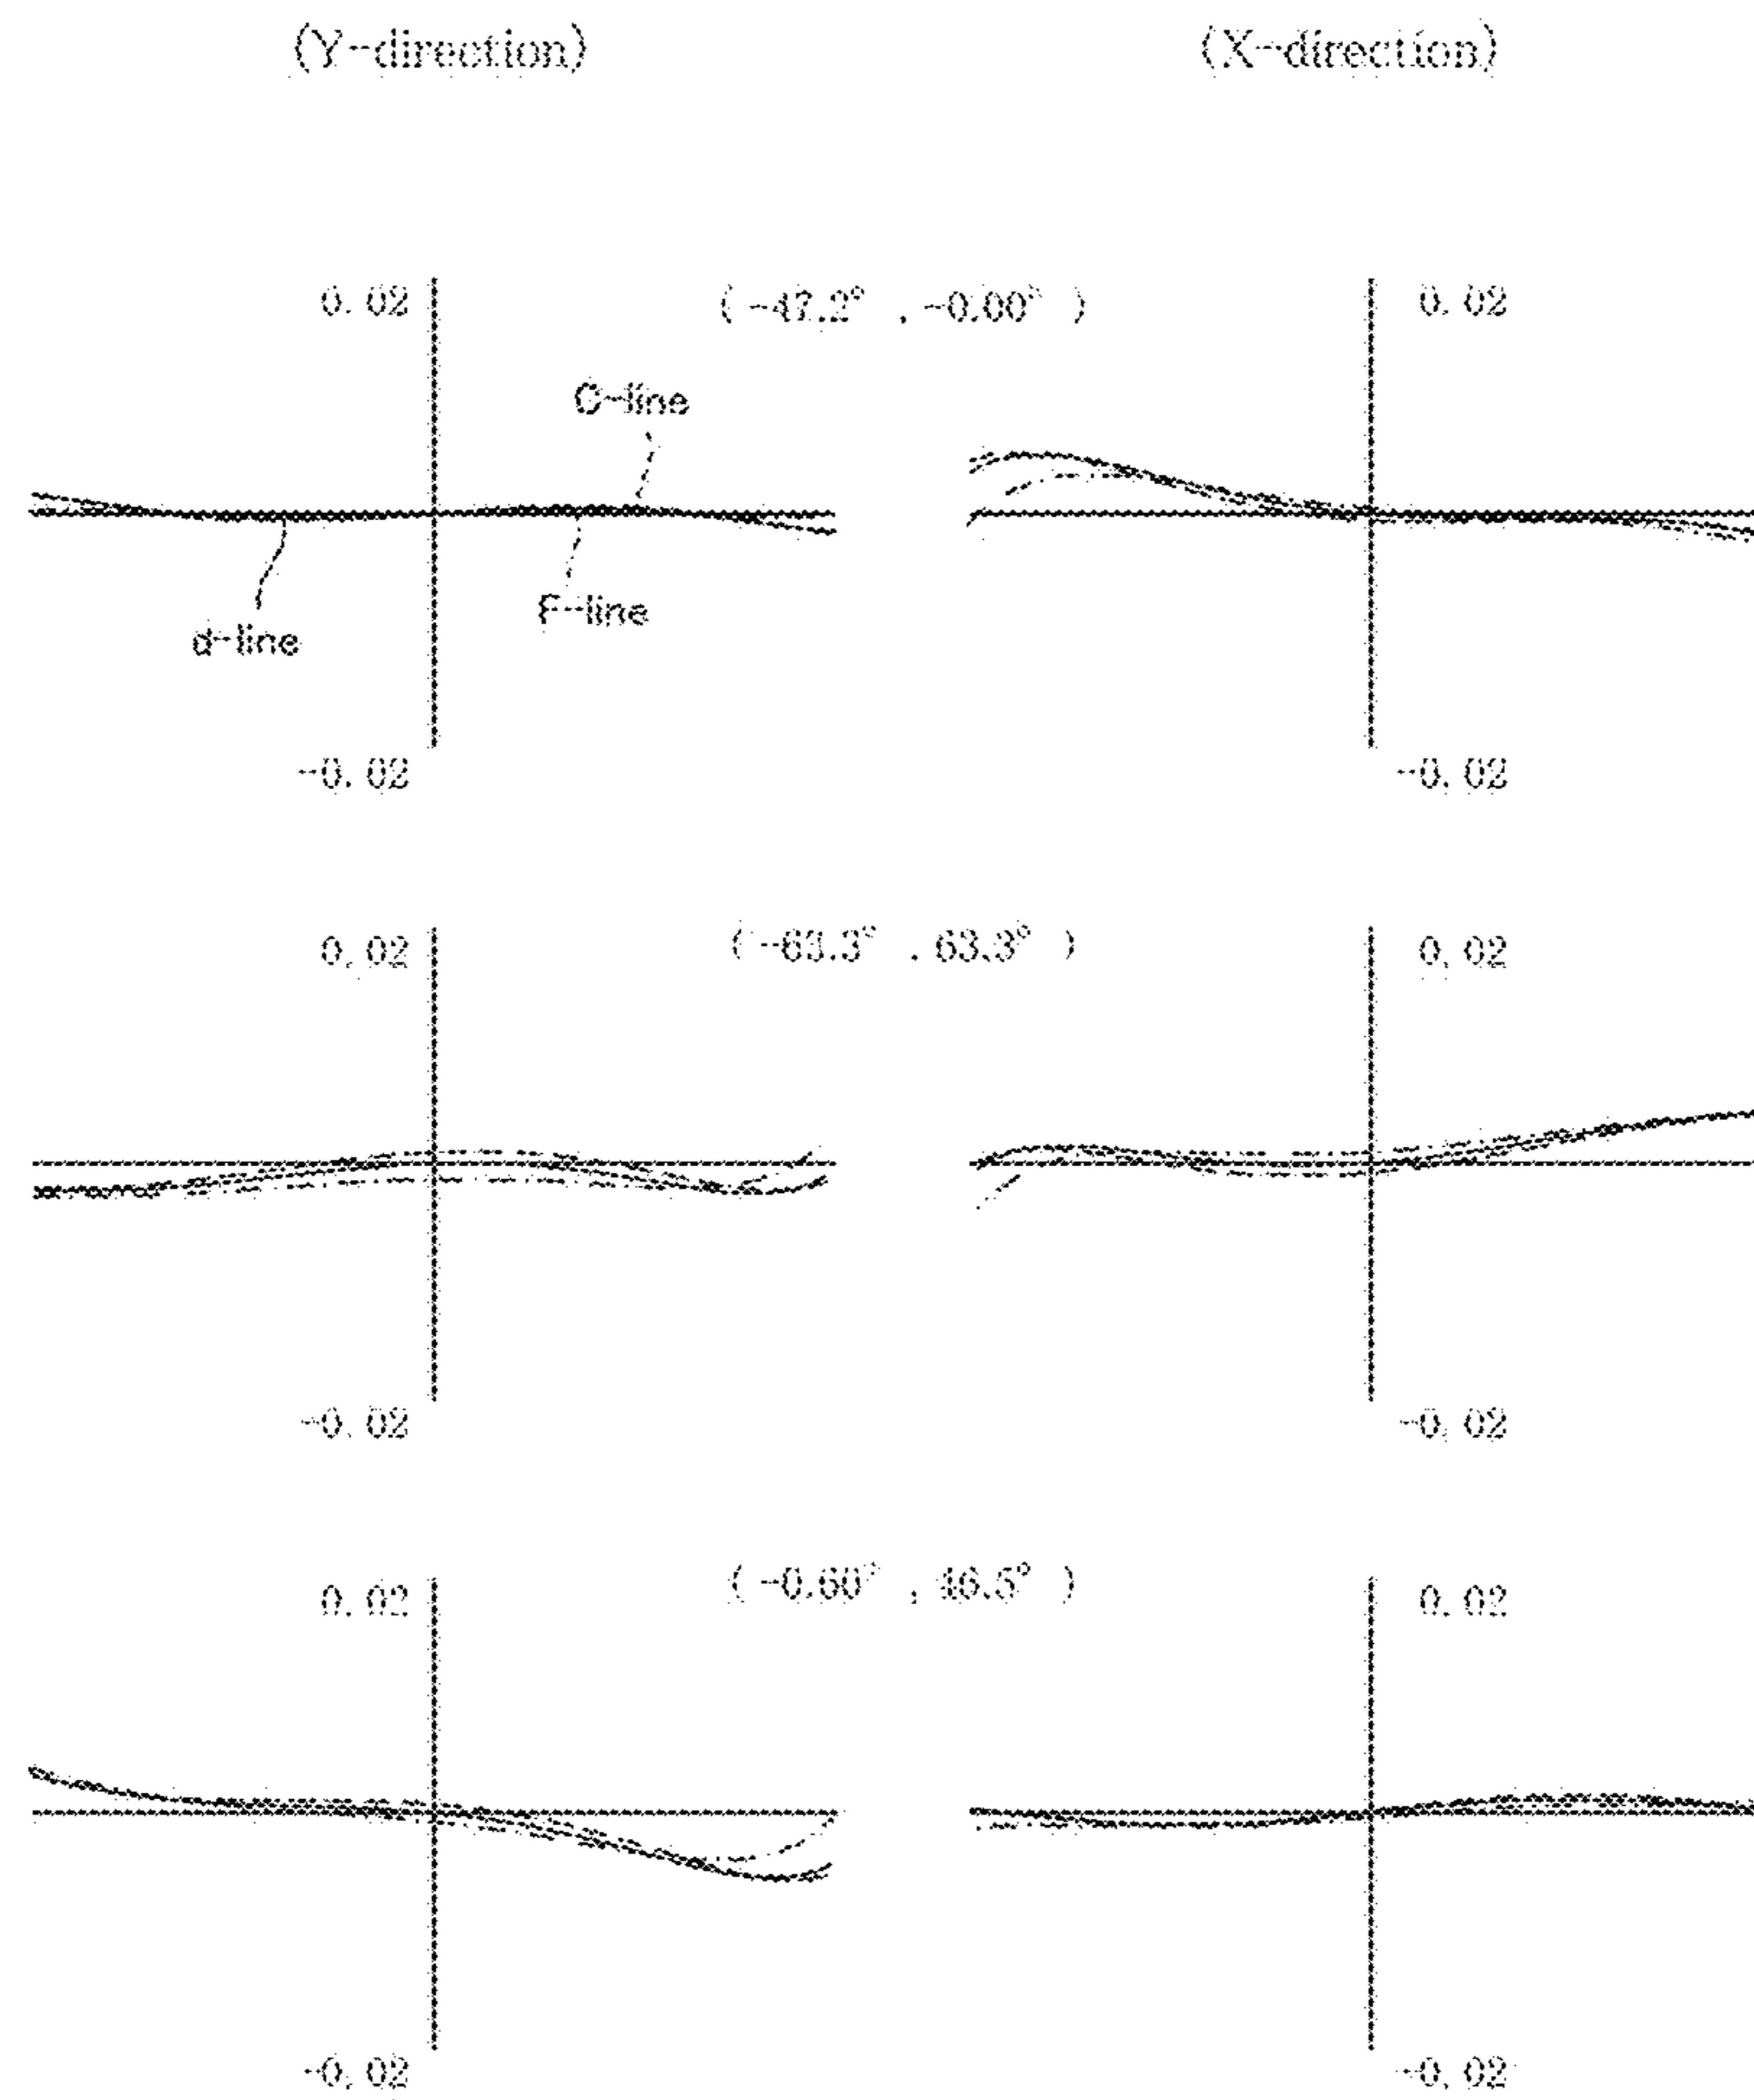 (Y-direction) (X-direction)
0.02 (-47.2° , -0.00° ) 0.02
C-line
F-line
d-line
-0.02 -0.02
0.02 (-63.3° , 63.3° ) 0.02
-0.02 -0.02
0.02 (-0.60° , 46.5° ) 0.02
-0.02 -0.02